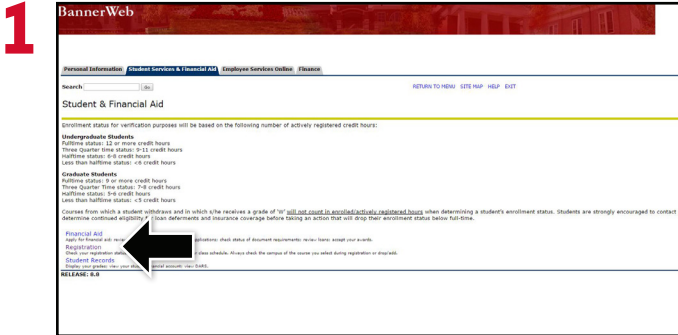 1
BannerWeb
Personal Information Student Services & Financial Aid Employee Services Online Finance
Search Go RETURN TO MENU SITE MAP HELP EXIT
Student & Financial Aid
Enrollment status for verification purposes will be based on the following number of actively registered credit hours:
Undergraduate Students
Fulltime status: 12 or more credit hours
Three Quarter time status: 9-11 credit hours
Halftime status: 6-8 credit hours
Less than halftime status: <6 credit hours
Graduate Students
Fulltime status: 9 or more credit hours
Three Quarter Time status: 7-8 credit hours
Halftime status: 5-6 credit hours
Less than halftime status: <5 credit hours
Courses from which a student withdraws and in which s/he receives a grade of "W" will not count in enrolled/actively registered hours when determining a student's enrollment status. Students are strongly encouraged to contact
determine continued eligibility for loan deferments and insurance coverage before taking an action that will drop their enrollment status below full-time.
Financial Aid
Apply for financial aid; applications; check status of document requirements; review loans; accept your awards.
Registration
Check your registration class schedule. Always check the campus of the course you select during registration or drop/add.
Student Records
Display your grades; view your account; view DARS.
RELEASE: 8.8